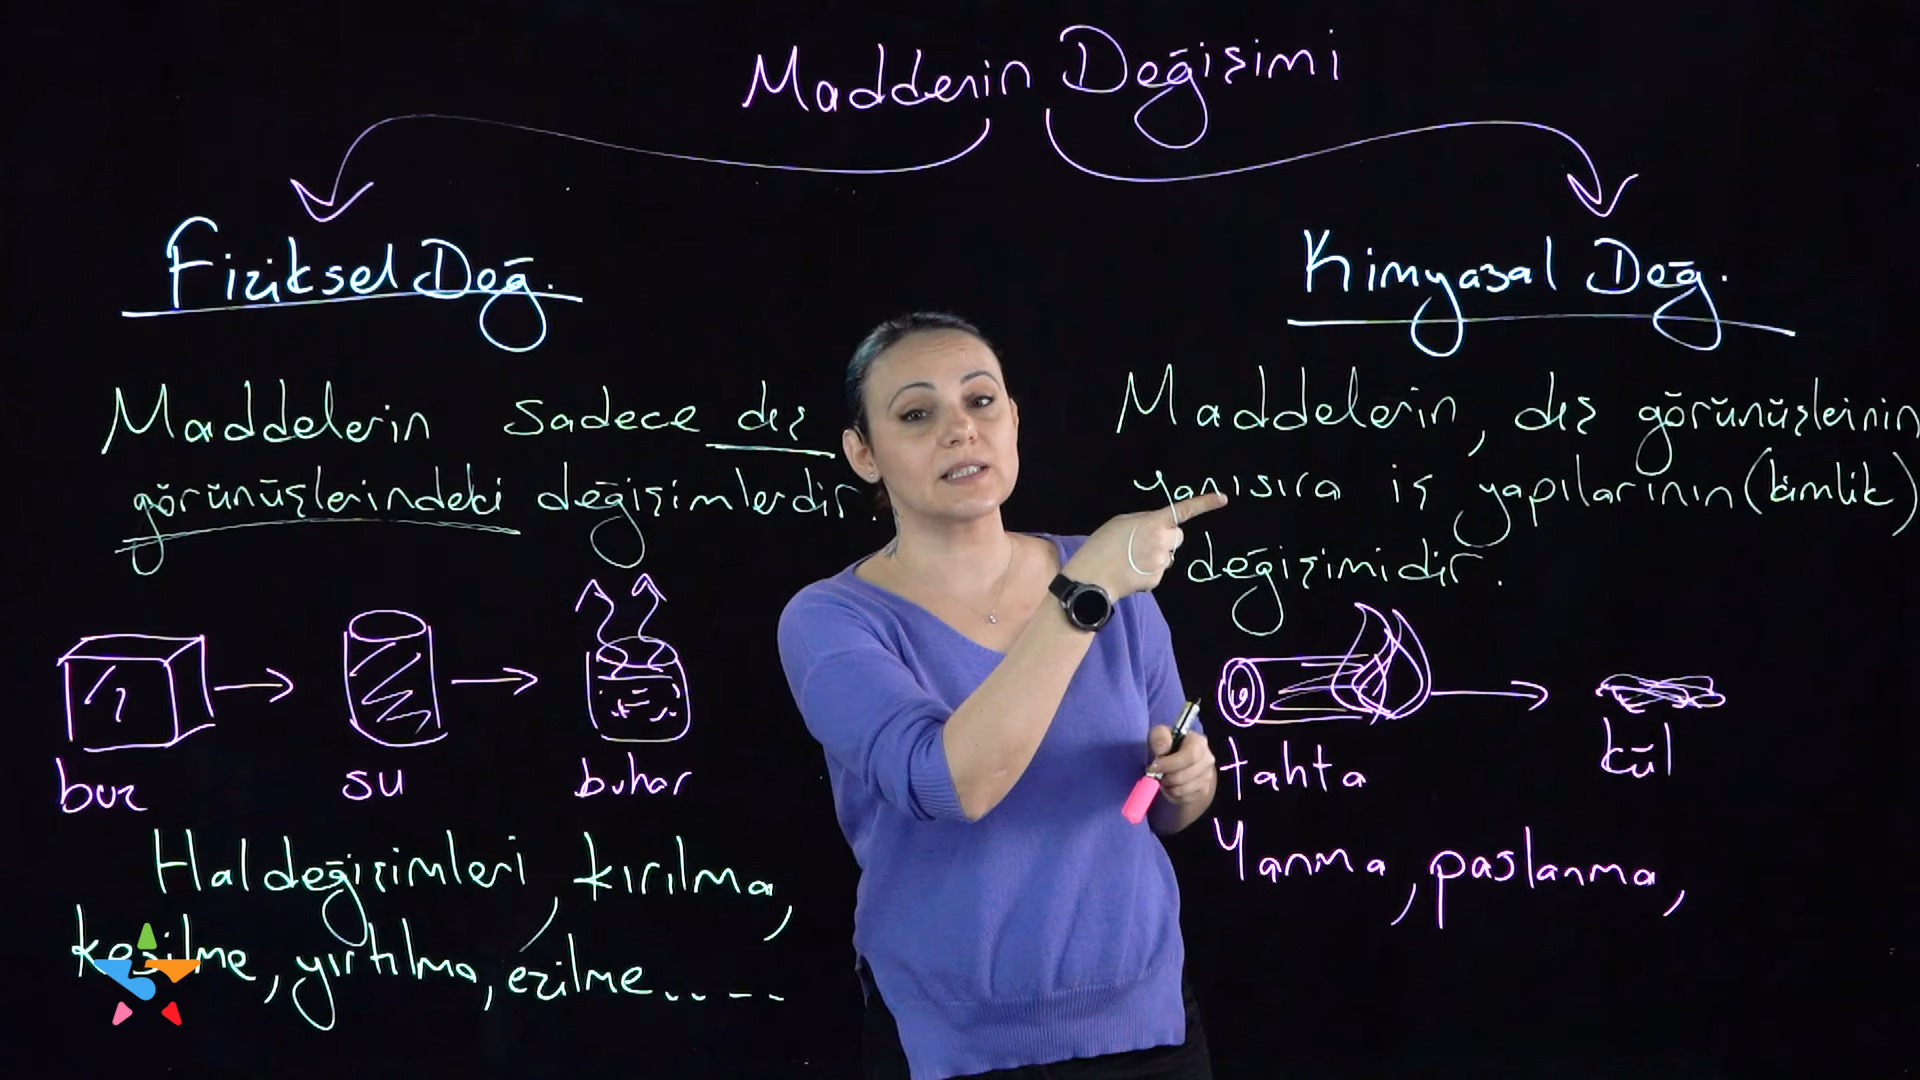 Maddenin Değişimi
Fiziksel Değ.
Maddelerin sadece dış
görünüşlerindeki değişimlerdir.
buz
su
buhar
Hal değişimleri, kırılma,
kesilme, yırtılma, ezilme.....
Kimyasal Değ.
Maddelerin, dış görünüşlerinin
yanısıra iç yapılarının (kimlik)
değişimidir.
tahta
kül
Yanma, paslanma,